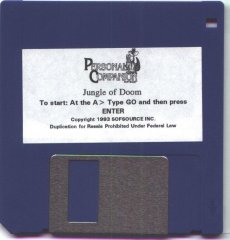 PERSONAL
COMPANION
Jungle of Doom
To start: At the A> Type GO and then press
ENTER
Copyright 1993 SOFSOURCE INC.
Duplication for Resale Prohibited Under Federal Law